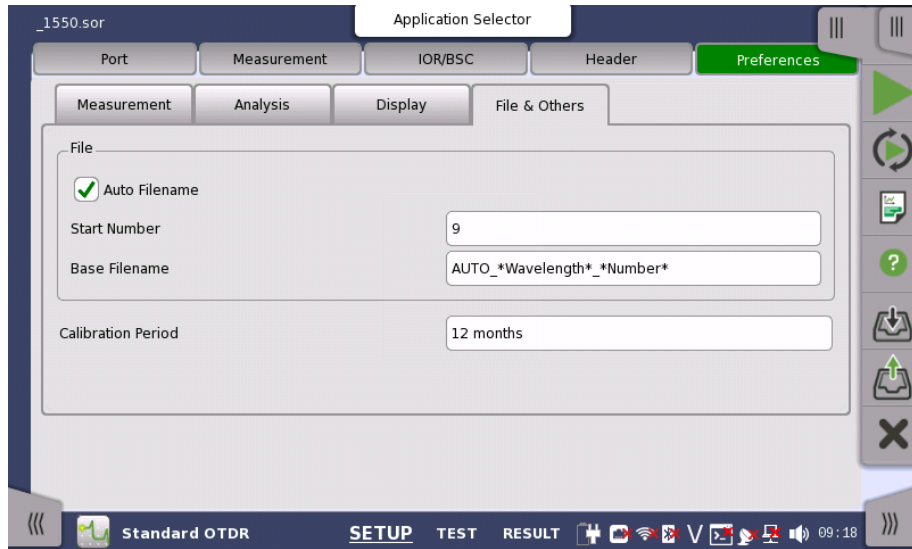 _1550.sor
Application Selector
Port Measurement IOR/BSC Header Preferences
Measurement Analysis Display File & Others
File
Auto Filename
Start Number 9
Base Filename AUTO_*Wavelength*_*Number*
Calibration Period 12 months
Standard OTDR SETUP TEST RESULT V 09:18